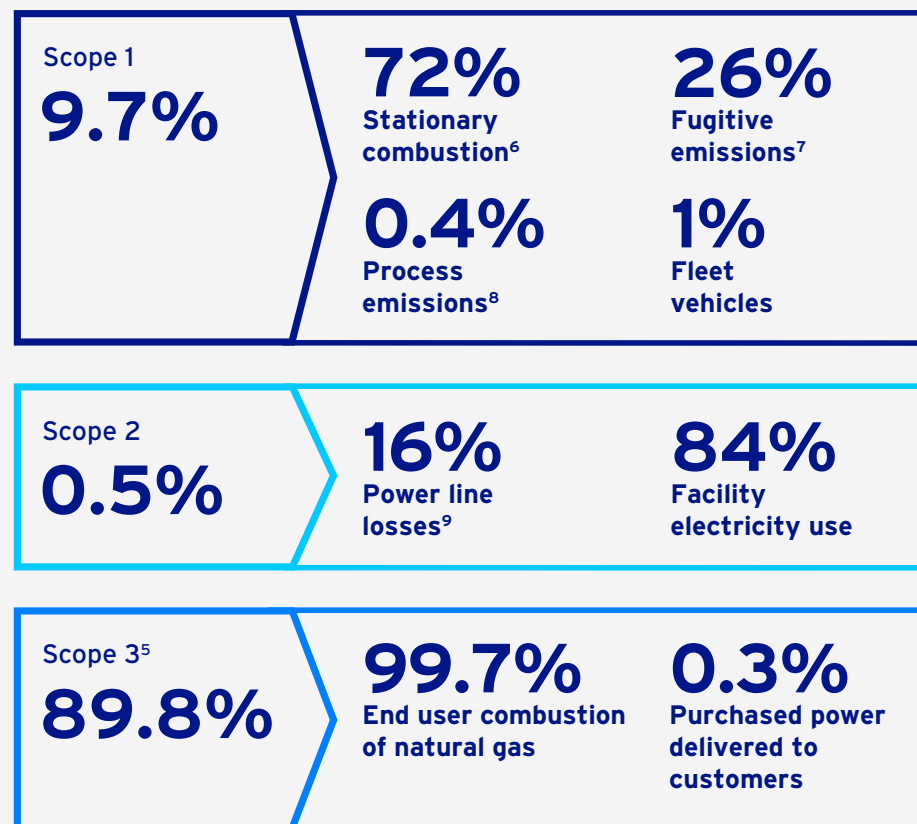 Scope 1
9.7%
72%
Stationary
combustion⁶
26%
Fugitive
emissions⁷
0.4%
Process
emissions⁸
1%
Fleet
vehicles
Scope 2
0.5%
16%
Power line
losses⁹
84%
Facility
electricity use
Scope 3⁵
89.8%
99.7%
End user combustion
of natural gas
0.3%
Purchased power
delivered to
customers